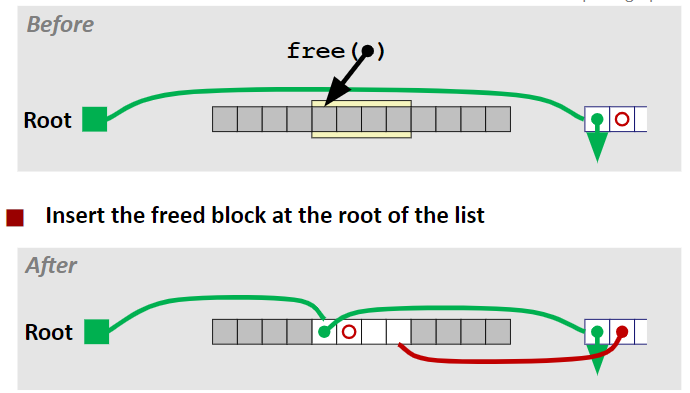 Before
free( )
Root
Insert the freed block at the root of the list
After
Root